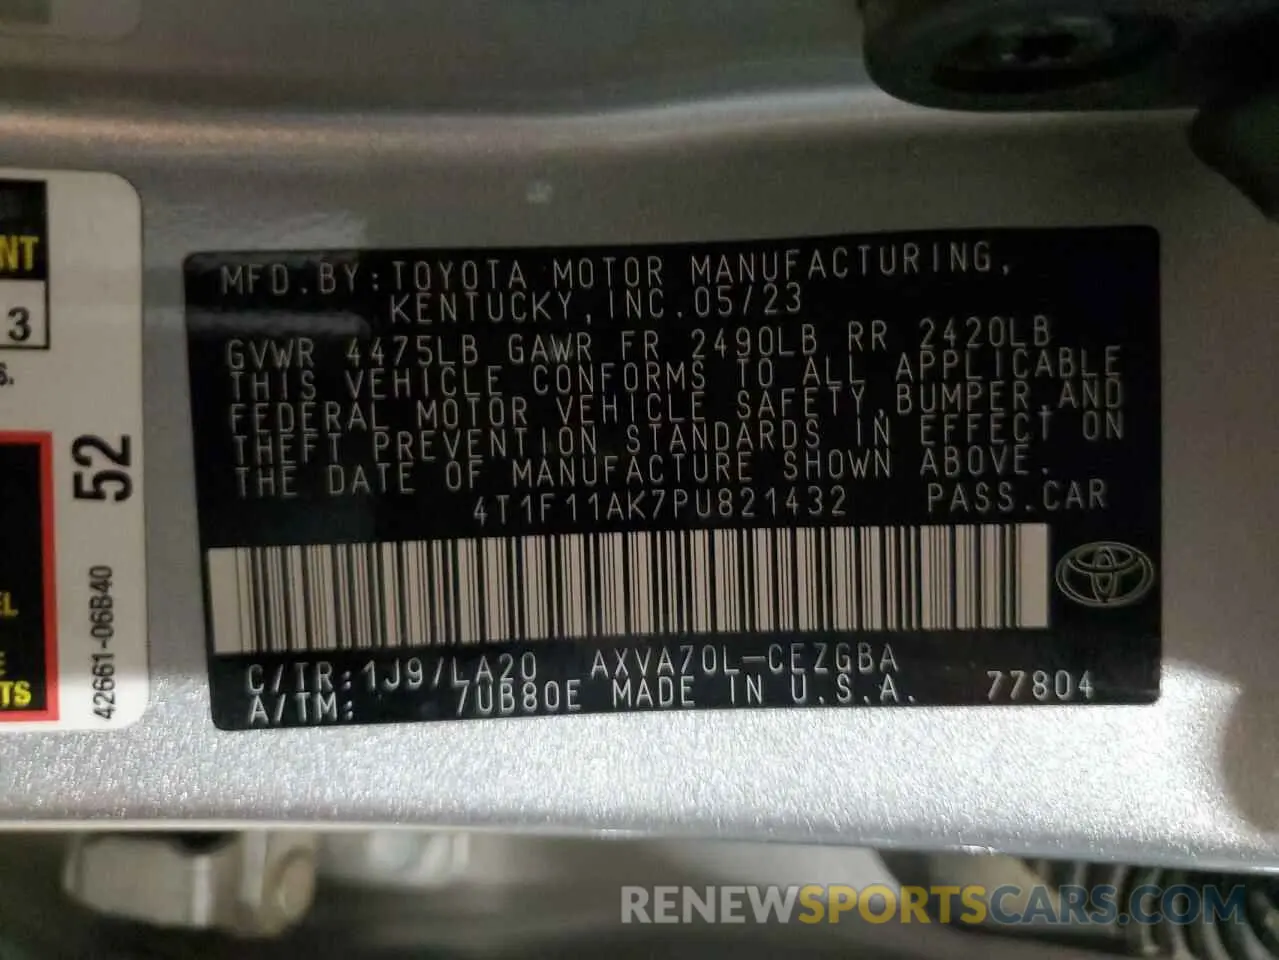 MFD.BY:TOYOTA MOTOR MANUFACTURING,
KENTUCKY,INC.05/23
GVWR 4475LB GAWR FR 2490LB RR 2420LB
THIS VEHICLE CONFORMS TO ALL APPLICABLE
FEDERAL MOTOR VEHICLE SAFETY,BUMPER,AND
THEFT PREVENTION STANDARDS IN EFFECT ON
THE DATE OF MANUFACTURE SHOWN ABOVE.
4T1F11AK7PU821432 PASS.CAR
C/TR:1J9/LA20 AXVA70L-CEZGBA
A/TM: 7UB80E MADE IN U.S.A. 77804
NT
3
S.
52
42661-06B40
EL
E
TS
RENEWSPORTSCARS.COM